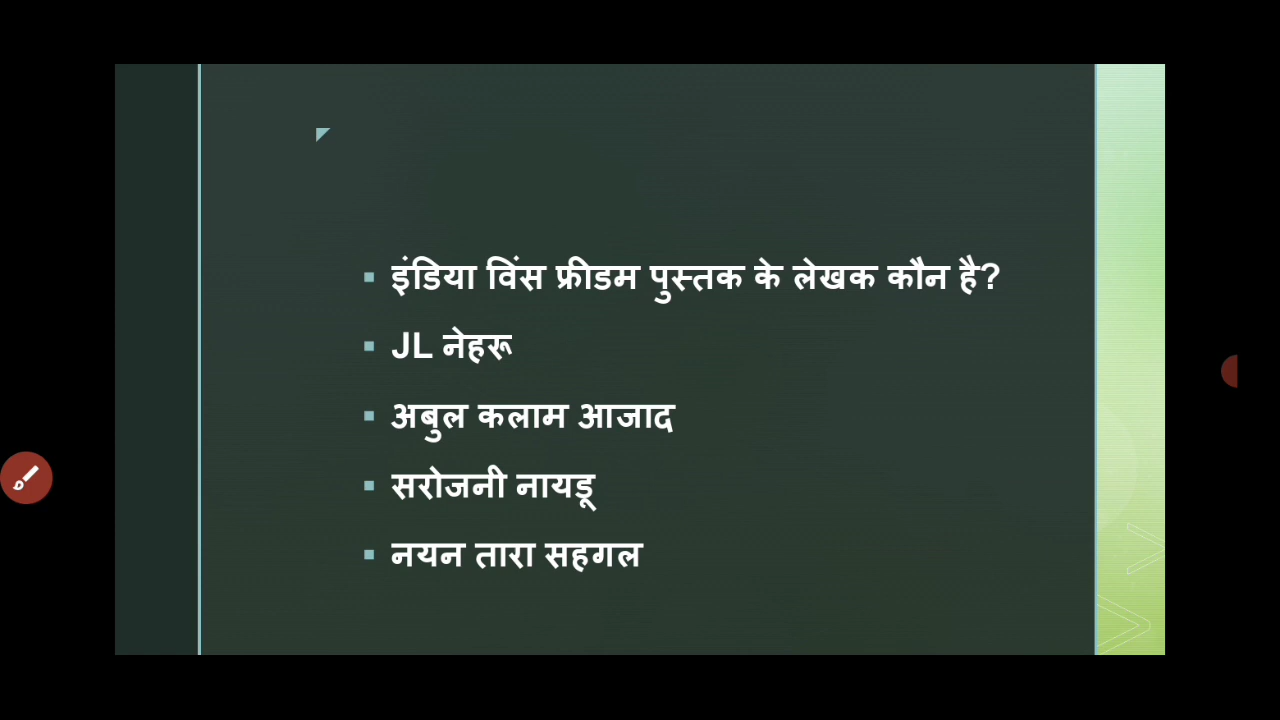 इंडिया विंस फ्रीडम पुस्तक के लेखक कौन है?
JL नेहरू
अबुल कलाम आजाद
सरोजनी नायडू
नयन तारा सहगल